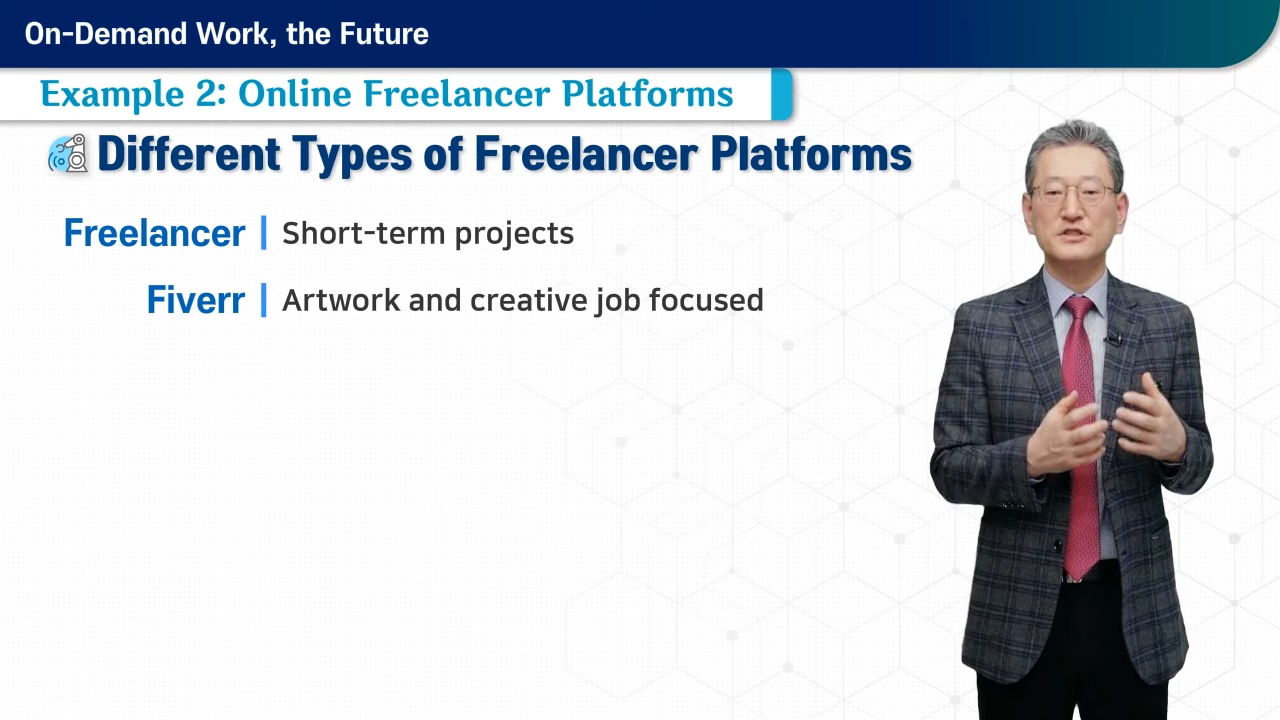 On-Demand Work, the Future
Example 2: Online Freelancer Platforms
Different Types of Freelancer Platforms
Freelancer | Short-term projects
Fiverr | Artwork and creative job focused